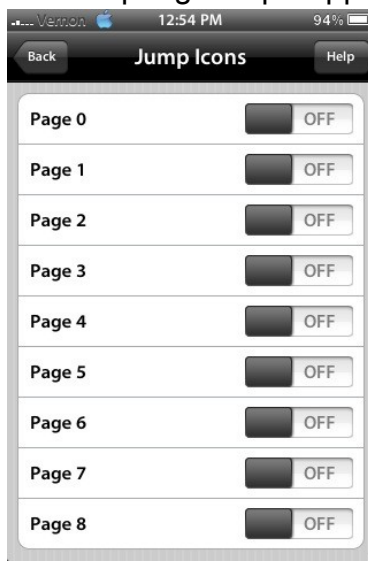 Vernon 12:54 PM 94%
Back Jump Icons Help
Page 0 OFF
Page 1 OFF
Page 2 OFF
Page 3 OFF
Page 4 OFF
Page 5 OFF
Page 6 OFF
Page 7 OFF
Page 8 OFF